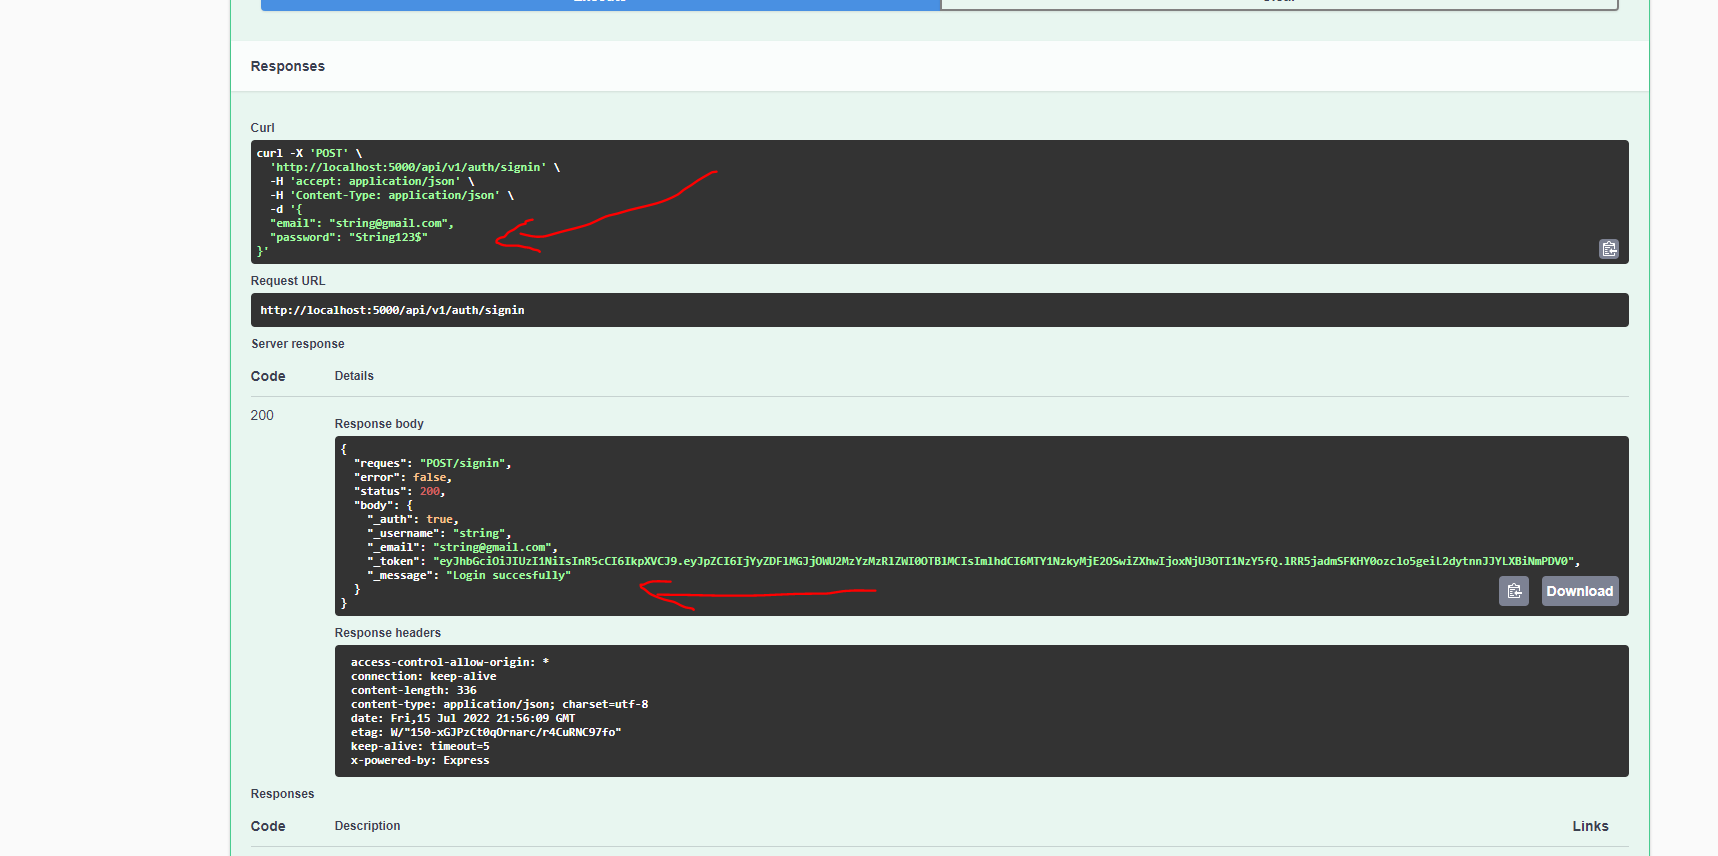 Responses
Curl
curl -X 'POST' \
'http://localhost:5000/api/v1/auth/signin' \
-H 'accept: application/json' \
-H 'Content-Type: application/json' \
-d '{
"email": "string@gmail.com",
"password": "String123$"
}'
Request URL
http://localhost:5000/api/v1/auth/signin
Server response
Code Details
200
Response body
{
"reques": "POST/signin",
"error": false,
"status": 200,
"body": {
"_auth": true,
"_username": "string",
"_email": "string@gmail.com",
"_token": "eyJhbGciOiJIUzI1NiIsInR5cCI6IkpXVCJ9.eyJpZCI6IjYyZDFlMGJjOWU2MzYzMzRlZWI0OTBlMCIsImlhdCI6MTY1NzkyMjE2OSwiZXhwIjoxNjU3OTI1NzY5fQ.lRR5jadmSFKHY0ozclo5geiL2dytnnJJYLXBiNmPDV0",
"_message": "Login succesfully"
}
}
Download
Response headers
access-control-allow-origin: *
connection: keep-alive
content-length: 336
content-type: application/json; charset=utf-8
date: Fri,15 Jul 2022 21:56:09 GMT
etag: W/"150-xGJPzCt0qOrnarc/r4CuRNC97fo"
keep-alive: timeout=5
x-powered-by: Express
Responses
Code Description Links